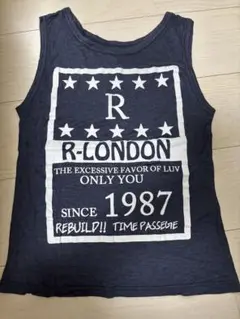 R
R-LONDON
THE EXCESSIVE FAVOR OF LUV
ONLY YOU
SINCE 1987
REBUILD!! TIME PASSEGE